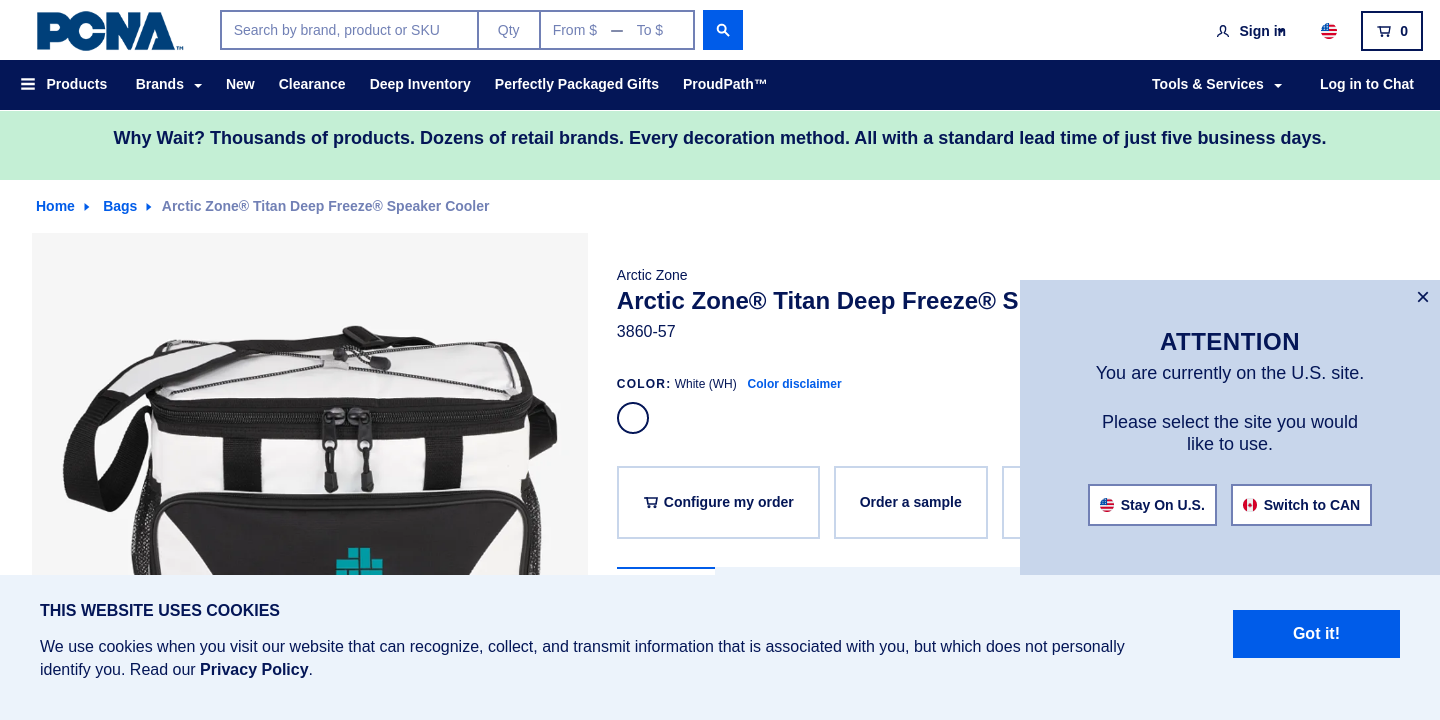 PCNA™
Search by brand, product or SKU
Qty
From $ — To $
Sign in
0
Products
Brands
New
Clearance
Deep Inventory
Perfectly Packaged Gifts
ProudPath™
Tools & Services
Log in to Chat
Why Wait? Thousands of products. Dozens of retail brands. Every decoration method. All with a standard lead time of just five business days.
Home
Bags
Arctic Zone® Titan Deep Freeze® Speaker Cooler
Arctic Zone
Arctic Zone® Titan Deep Freeze® S
3860-57
COLOR: White (WH) Color disclaimer
Configure my order
Order a sample
×
ATTENTION
You are currently on the U.S. site.
Please select the site you would
like to use.
Stay On U.S.
Switch to CAN
THIS WEBSITE USES COOKIES
We use cookies when you visit our website that can recognize, collect, and transmit information that is associated with you, but which does not personally
identify you. Read our Privacy Policy.
Got it!